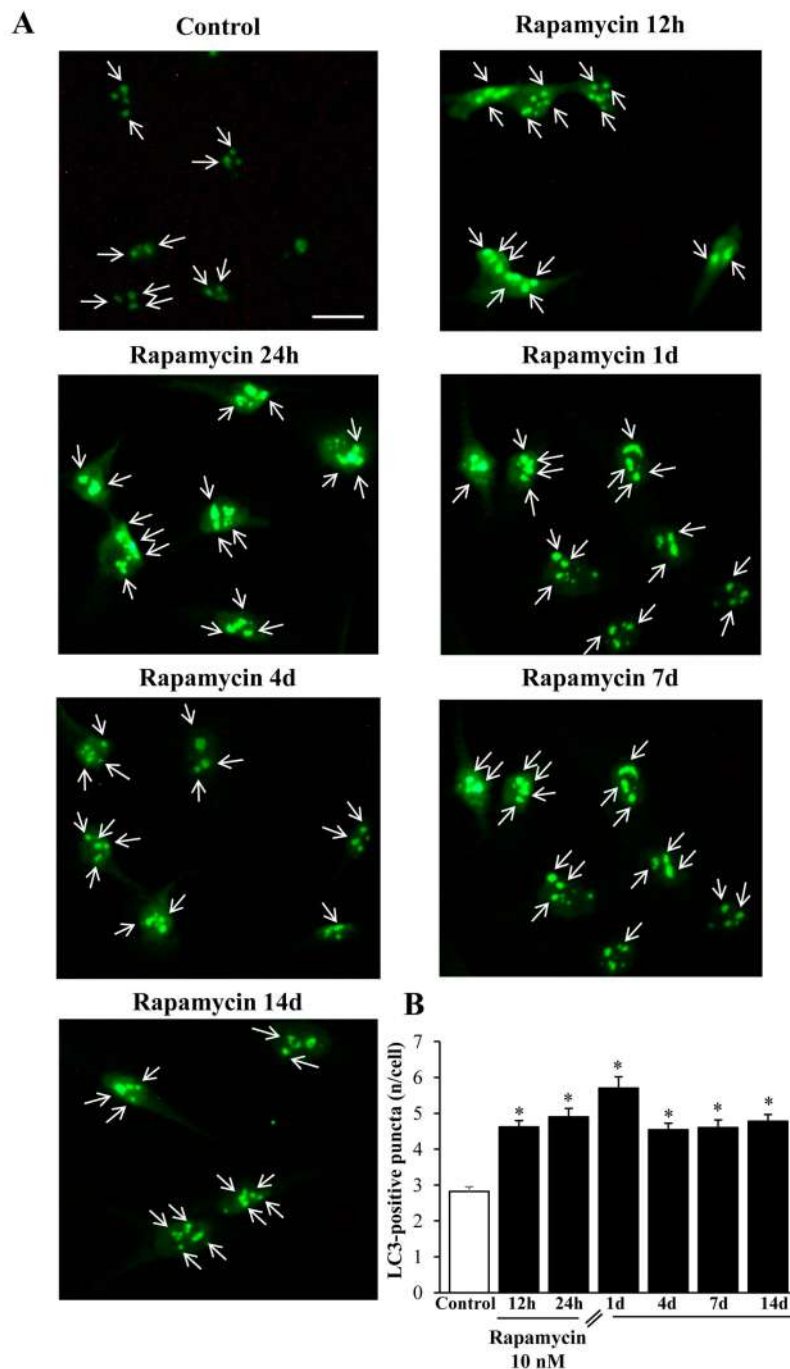 A
Control
Rapamycin 12h
Rapamycin 24h
Rapamycin 1d
Rapamycin 4d
Rapamycin 7d
Rapamycin 14d
B
LC3-positive puncta (n/cell)
7
6
5
4
3
2
1
0
* * * * * *
Control 12h 24h 1d 4d 7d 14d
Rapamycin
10 nM